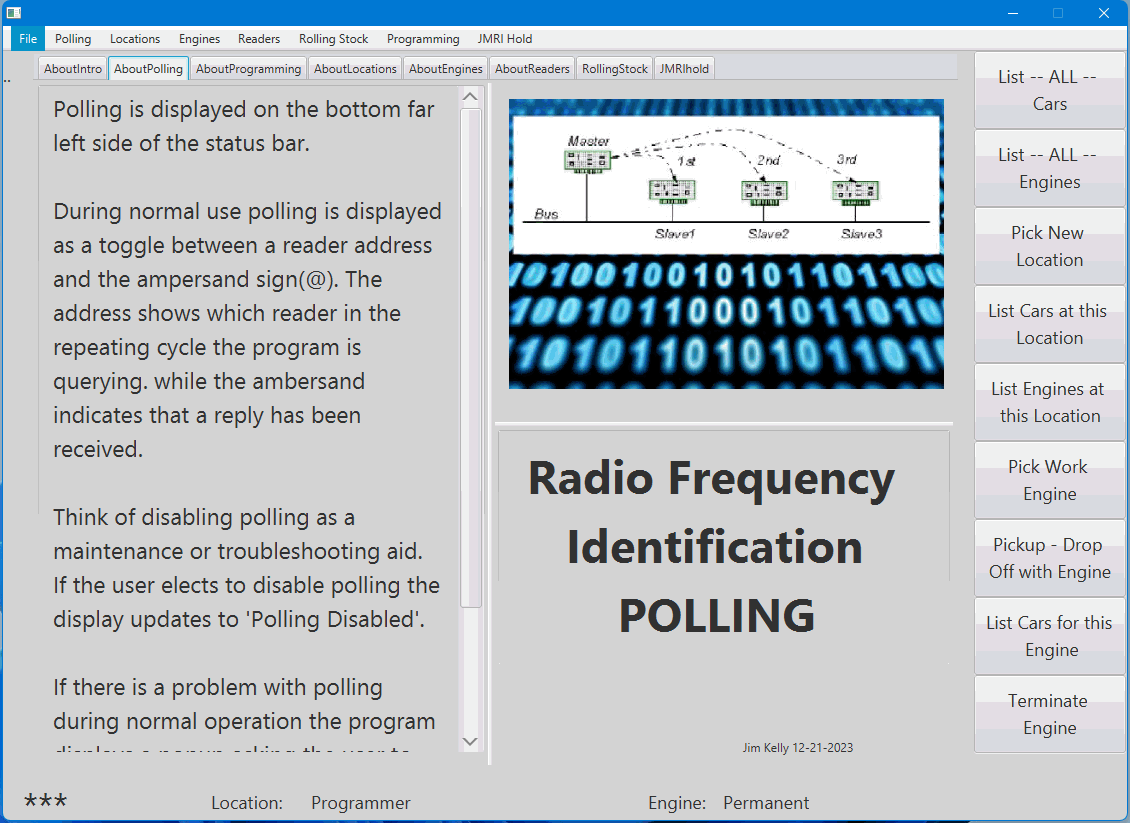 File Polling Locations Engines Readers Rolling Stock Programming JMRI Hold
..
AboutIntro AboutPolling AboutProgramming AboutLocations AboutEngines AboutReaders RollingStock JMRIhold
Polling is displayed on the bottom far
left side of the status bar.
During normal use polling is displayed
as a toggle between a reader address
and the ampersand sign(@). The
address shows which reader in the
repeating cycle the program is
querying. while the ambersand
indicates that a reply has been
received.
Think of disabling polling as a
maintenance or troubleshooting aid.
If the user elects to disable polling the
display updates to 'Polling Disabled'.
If there is a problem with polling
during normal operation the program
displays a popup asking the user to
Master
1st 2nd 3rd
Bus
Slave1 Slave2 Slave3
Radio Frequency
Identification
POLLING
Jim Kelly 12-21-2023
List -- ALL --
Cars
List -- ALL --
Engines
Pick New
Location
List Cars at this
Location
List Engines at
this Location
Pick Work
Engine
Pickup - Drop
Off with Engine
List Cars for this
Engine
Terminate
Engine
*** Location: Programmer Engine: Permanent